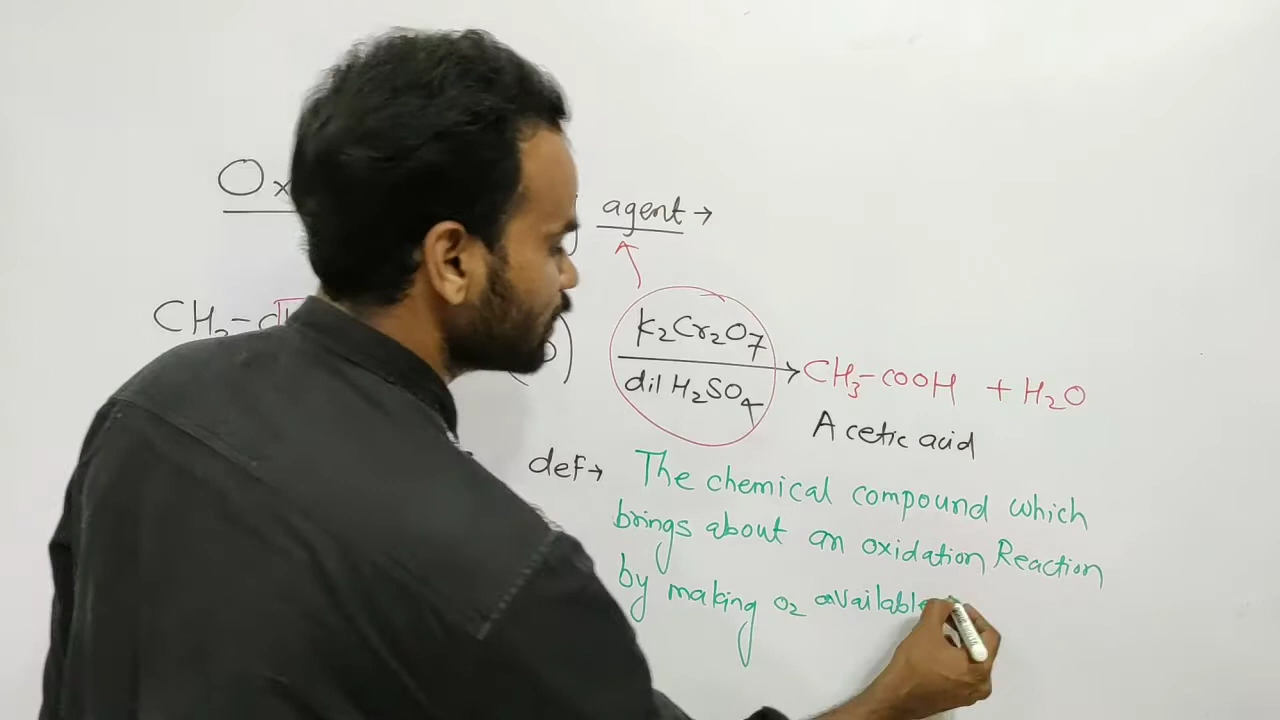 Ox agent →
CH₃-
K₂Cr₂O₇
dil H₂SO₄
CH₃-COOH + H₂O
Acetic acid
def→ The chemical compound which
brings about an oxidation Reaction
by making O₂ available